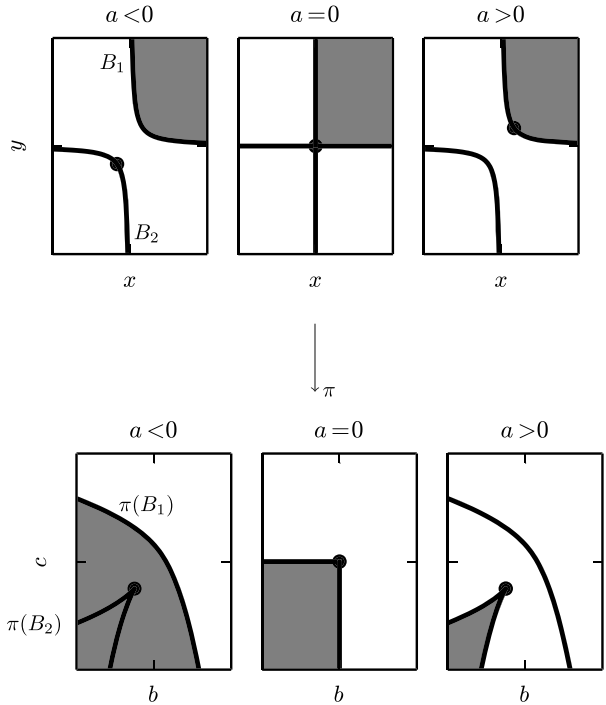 a<0 a=0 a>0
B₁
y
B₂
x x x
π
a<0 a=0 a>0
π(B₁)
c
π(B₂)
b b b